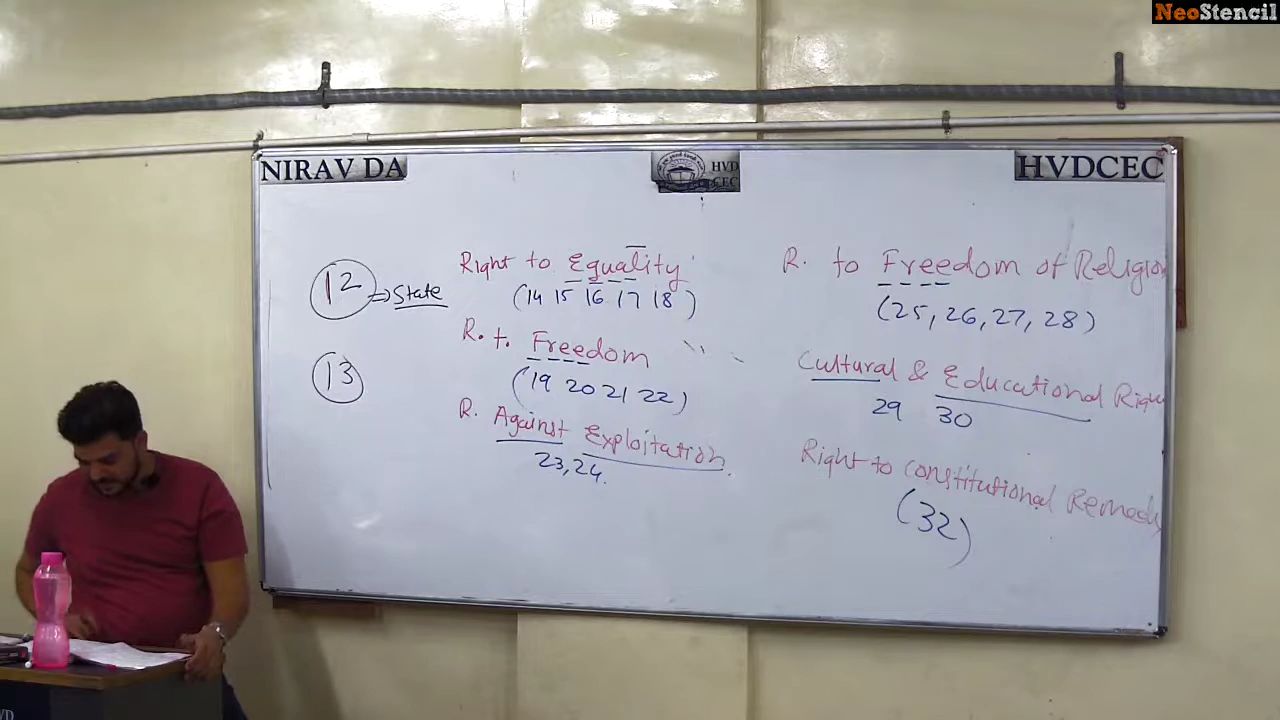 NeoStencil
NIRAV DA
HVD
CEC
HVDCEC
12 => State
13
Right to Equality
(14 15 16 17 18)
R. t. Freedom
(19 20 21 22)
R. Against Exploitation.
23,24.
R. to Freedom of Religion
(25, 26, 27, 28)
Cultural & Educational Righ
29 30
Right to Constitutional Remedy
(32)